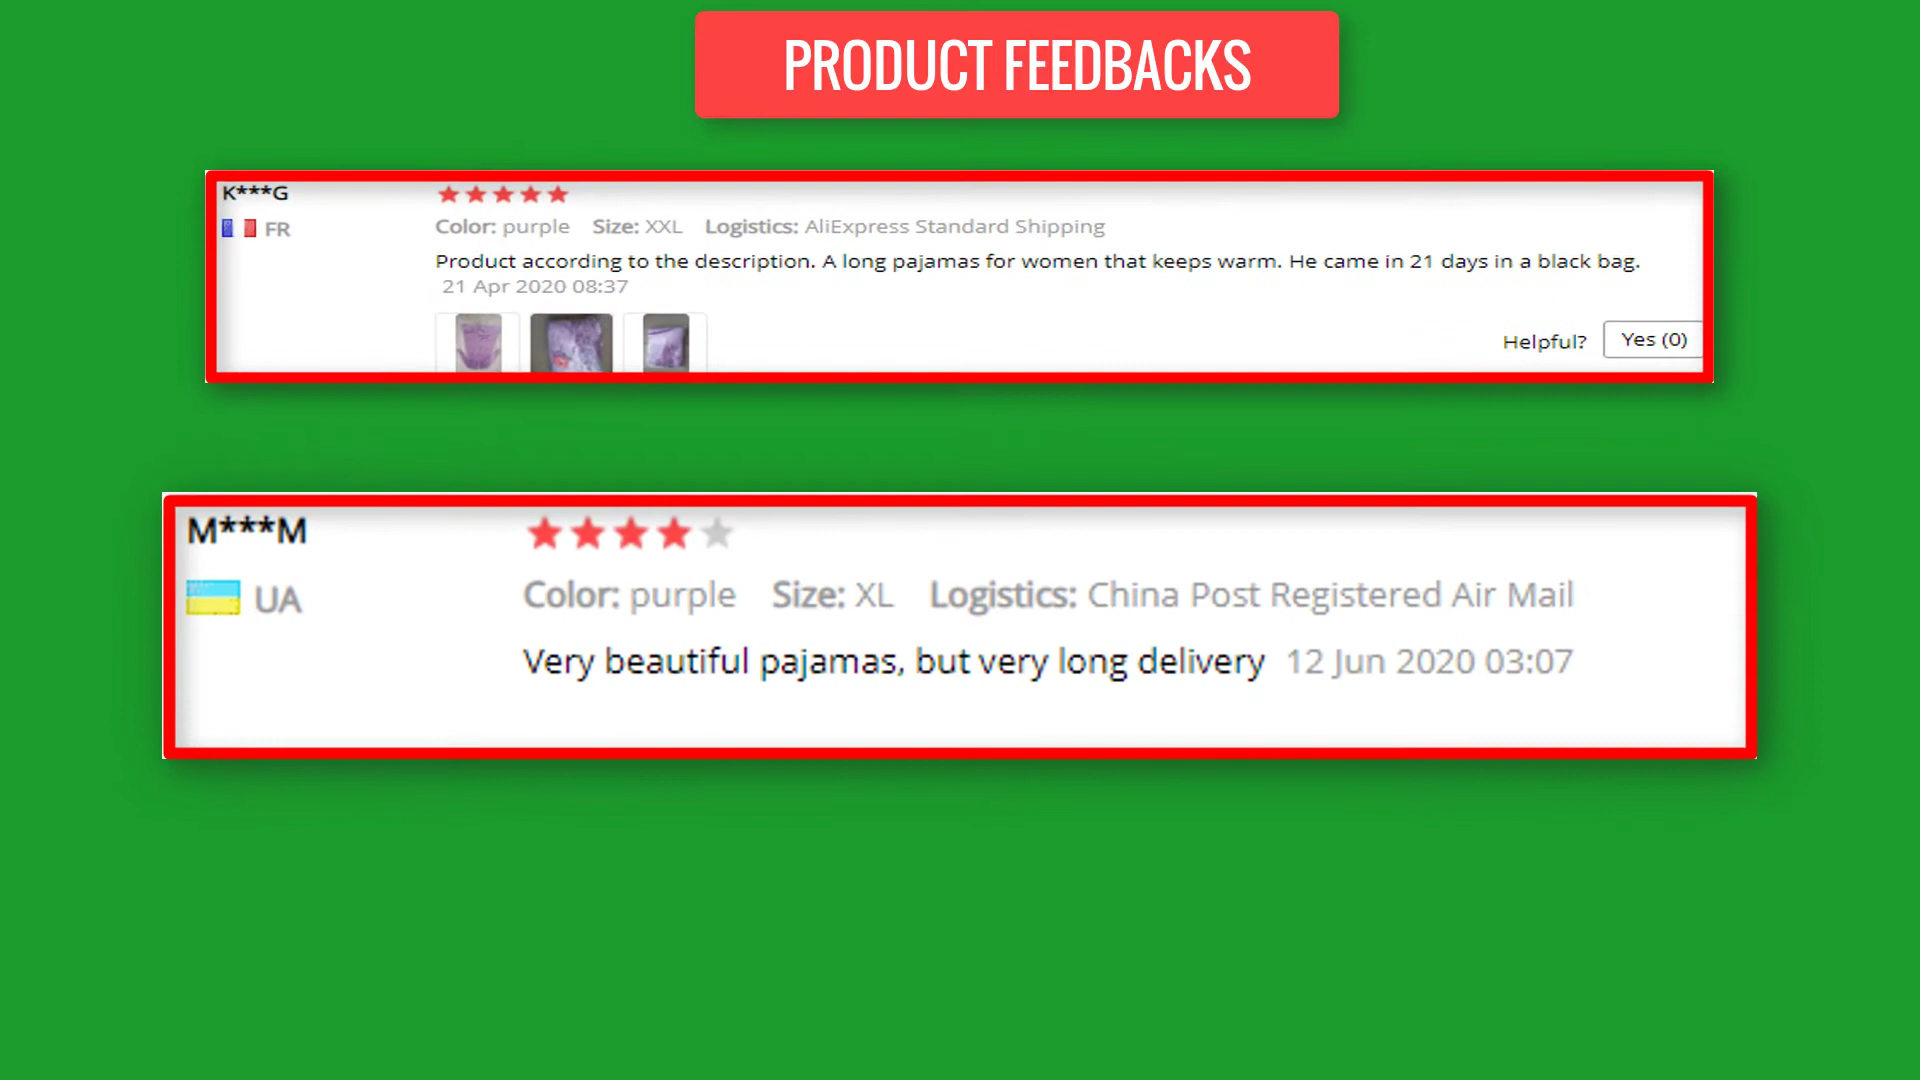 PRODUCT FEEDBACKS
K***G
FR
Color: purple Size: XXL Logistics: AliExpress Standard Shipping
Product according to the description. A long pajamas for women that keeps warm. He came in 21 days in a black bag.
21 Apr 2020 08:37
Helpful? Yes (0)
M***M
UA
Color: purple Size: XL Logistics: China Post Registered Air Mail
Very beautiful pajamas, but very long delivery 12 Jun 2020 03:07